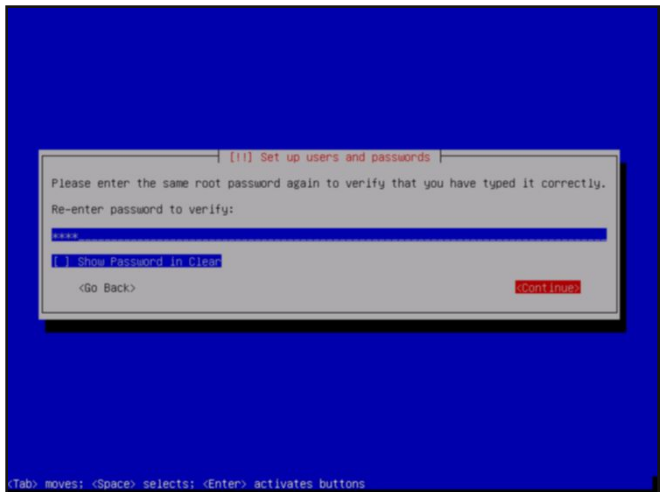 [!!] Set up users and passwords
Please enter the same root password again to verify that you have typed it correctly.
Re-enter password to verify:
****
[ ] Show Password in Clear
<Go Back>
<Continue>
<Tab> moves; <Space> selects; <Enter> activates buttons